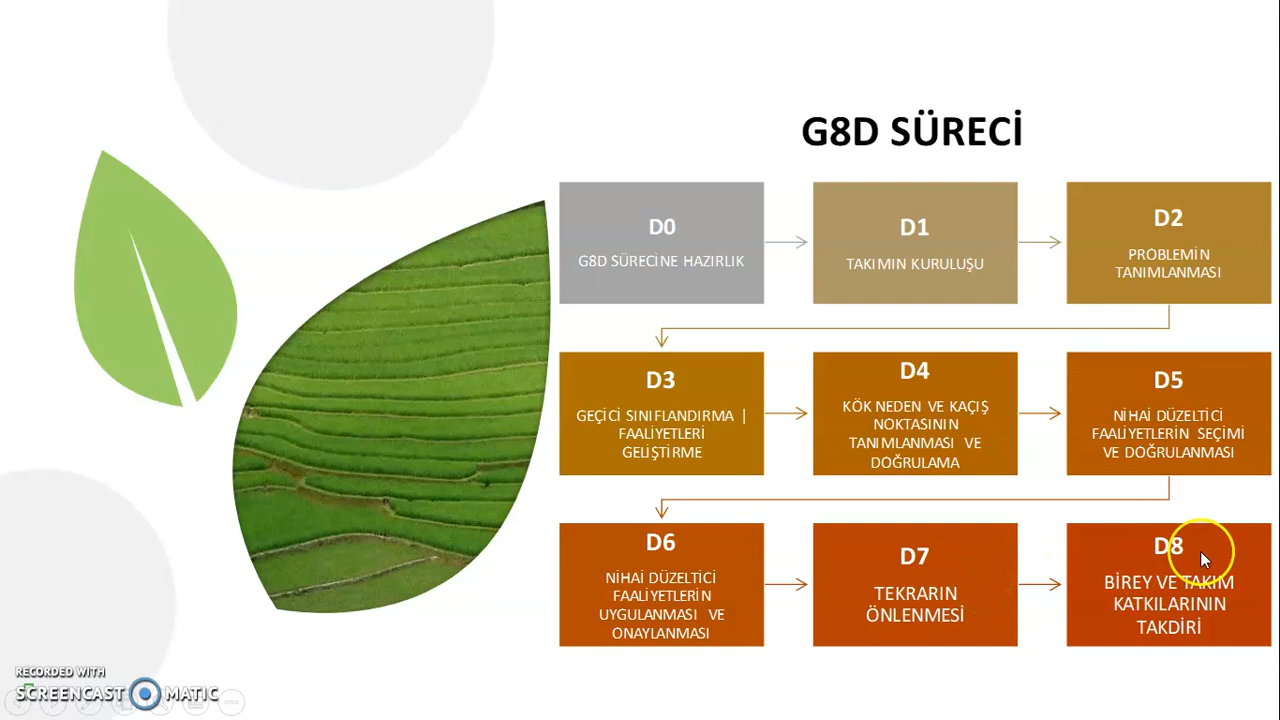 G8D SÜRECİ
D0
G8D SÜRECİNE HAZIRLIK
D1
TAKIMIN KURULUŞU
D2
PROBLEMİN
TANIMLANMASI
D3
GEÇİCİ SINIFLANDIRMA |
FAALİYETLERİ
GELİŞTİRME
D4
KÖK NEDEN VE KAÇIŞ
NOKTASININ
TANIMLANMASI VE
DOĞRULAMA
D5
NİHAİ DÜZELTİCİ
FAALİYETLERİN SEÇİMİ
VE DOĞRULANMASI
D6
NİHAİ DÜZELTİCİ
FAALİYETLERİN
UYGULANMASI VE
ONAYLANMASI
D7
TEKRARIN
ÖNLENMESİ
D8
BİREY VE TAKIM
KATKILARININ
TAKDİRİ
RECORDED WITH
SCREENCAST MATIC